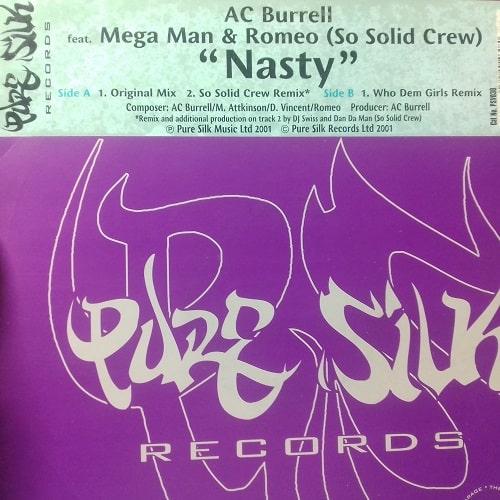 AC Burrell
feat. Mega Man & Romeo (So Solid Crew)
"Nasty"
Side A 1. Original Mix 2. So Solid Crew Remix* Side B 1. Who Dem Girls Remix
Composer: AC Burrell/M. Attkinson/D. Vincent/Romeo Producer: AC Burrell
*Remix and additional production on track 2 by DJ Swiss and Dan Da Man (So Solid Crew)
Ⓟ Pure Silk Music Ltd 2001 © Pure Silk Records Ltd 2001
PURE SILK
RECORDS
PURE SILK
RECORDS